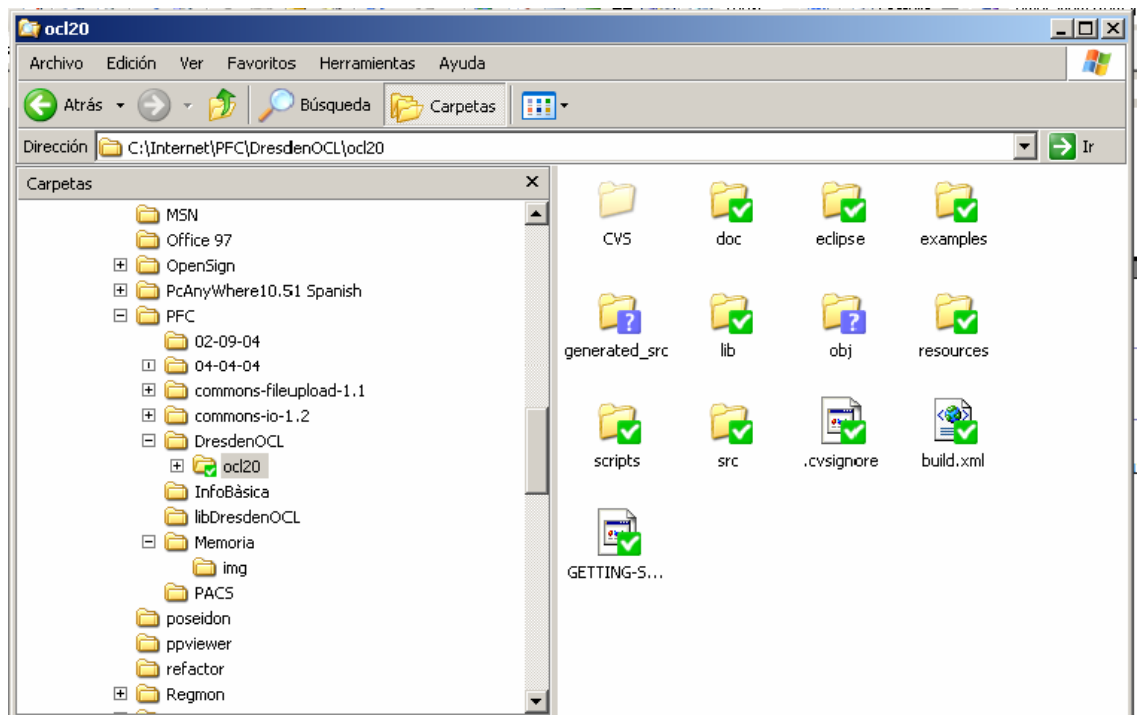 ocl20
Archivo Edición Ver Favoritos Herramientas Ayuda
Atrás Búsqueda Carpetas
Dirección C:\Internet\PFC\DresdenOCL\ocl20 Ir
Carpetas
MSN
Office 97
OpenSign
PcAnyWhere10.51 Spanish
PFC
02-09-04
04-04-04
commons-fileupload-1.1
commons-io-1.2
DresdenOCL
ocl20
InfoBàsica
libDresdenOCL
Memoria
img
PACS
poseidon
ppviewer
refactor
Regmon
CVS doc eclipse examples
generated_src lib obj resources
scripts src .cvsignore build.xml
GETTING-S...